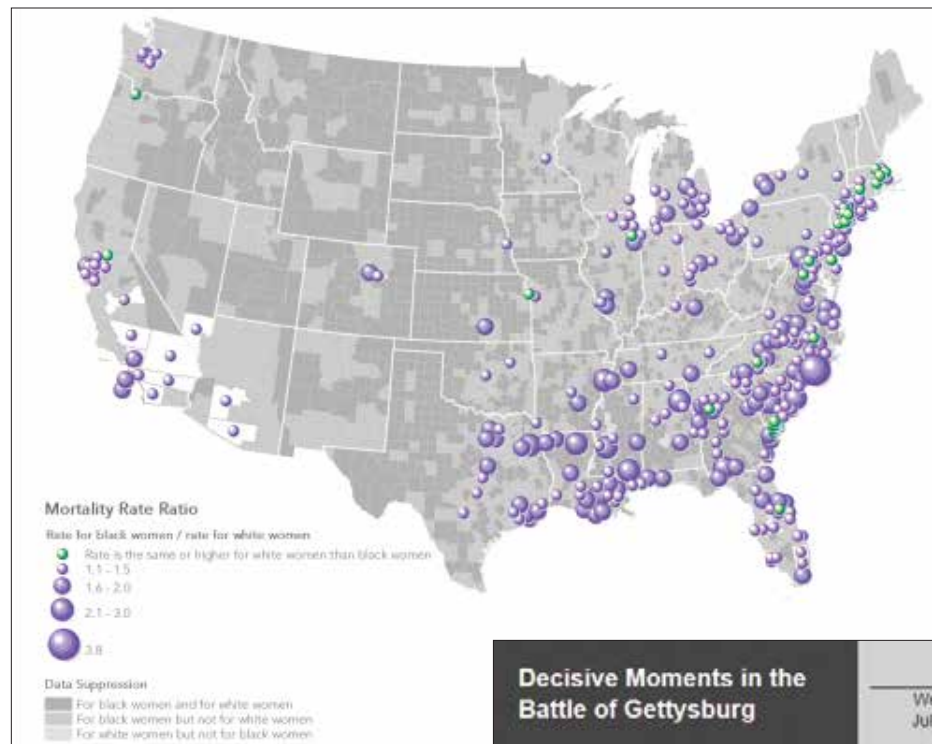 Mortality Rate Ratio
Rate for black women / rate for white women
Rate is the same or higher for white women than black women
1.1 - 1.5
1.6 - 2.0
2.1 - 3.0
3.8
Data Suppression
For black women and for white women
For black women but not for white women
For white women but not for black women
Decisive Moments in the
Battle of Gettysburg